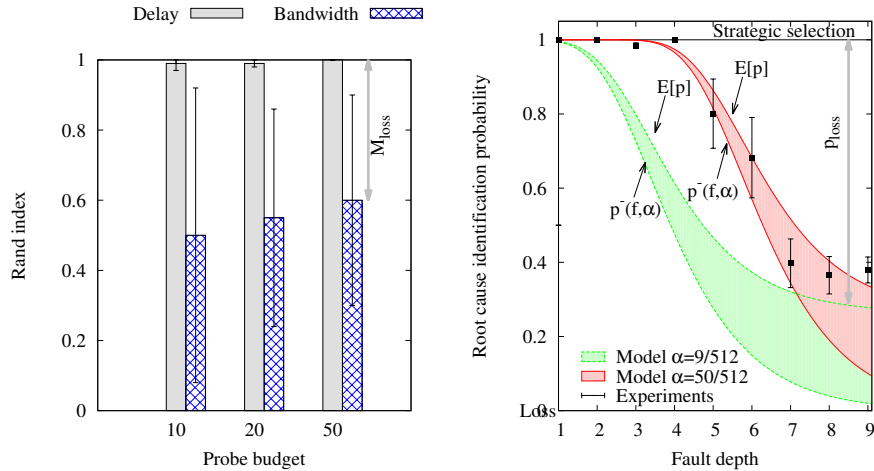 Delay
Bandwidth
1
0.8
0.6
0.4
0.2
0
Rand index
M_loss
10 20 50
Probe budget
Strategic selection
1
0.8
0.6
0.4
0.2
0
Loss
Root cause identification probability
E[p]
E[p]
p⁻(f,α)
p⁻(f,α)
p_loss
Model α=9/512
Model α=50/512
Experiments
1 2 3 4 5 6 7 8 9
Fault depth